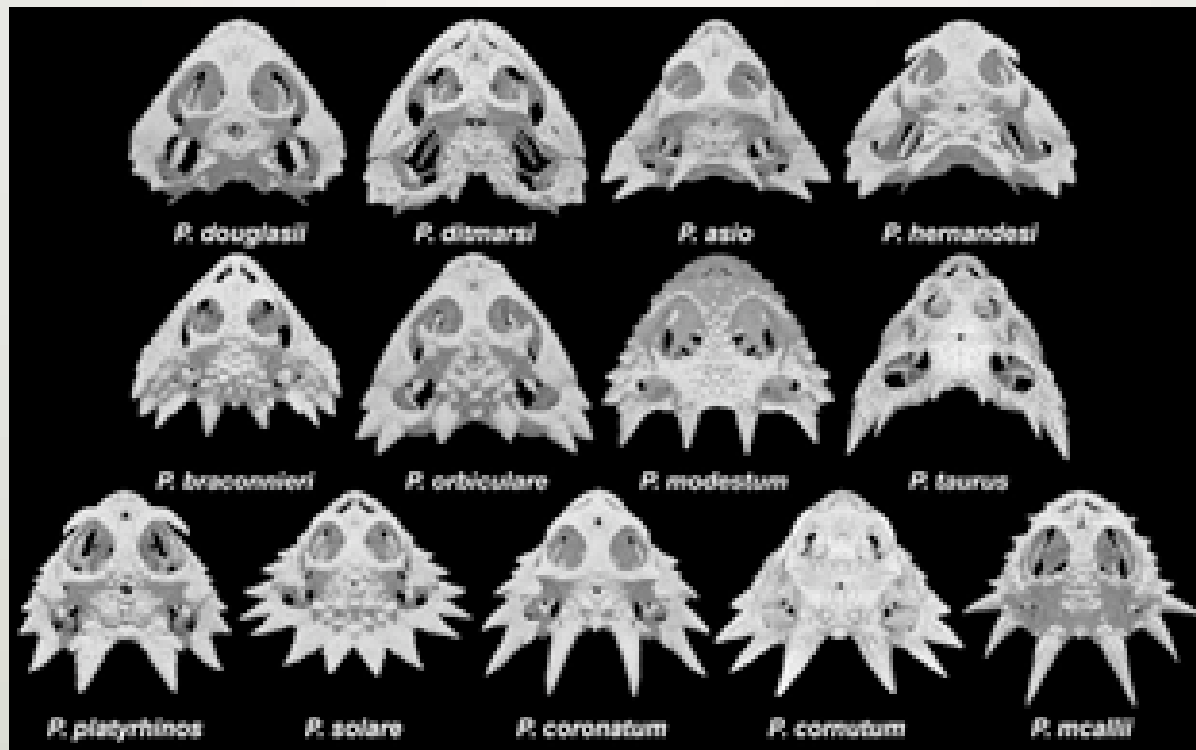 P. douglasii P. ditmarsi P. asio P. hernandesi
P. braconnieri P. orbiculare P. modestum P. taurus
P. platyrhinos P. solare P. coronatum P. cornutum P. mcallii